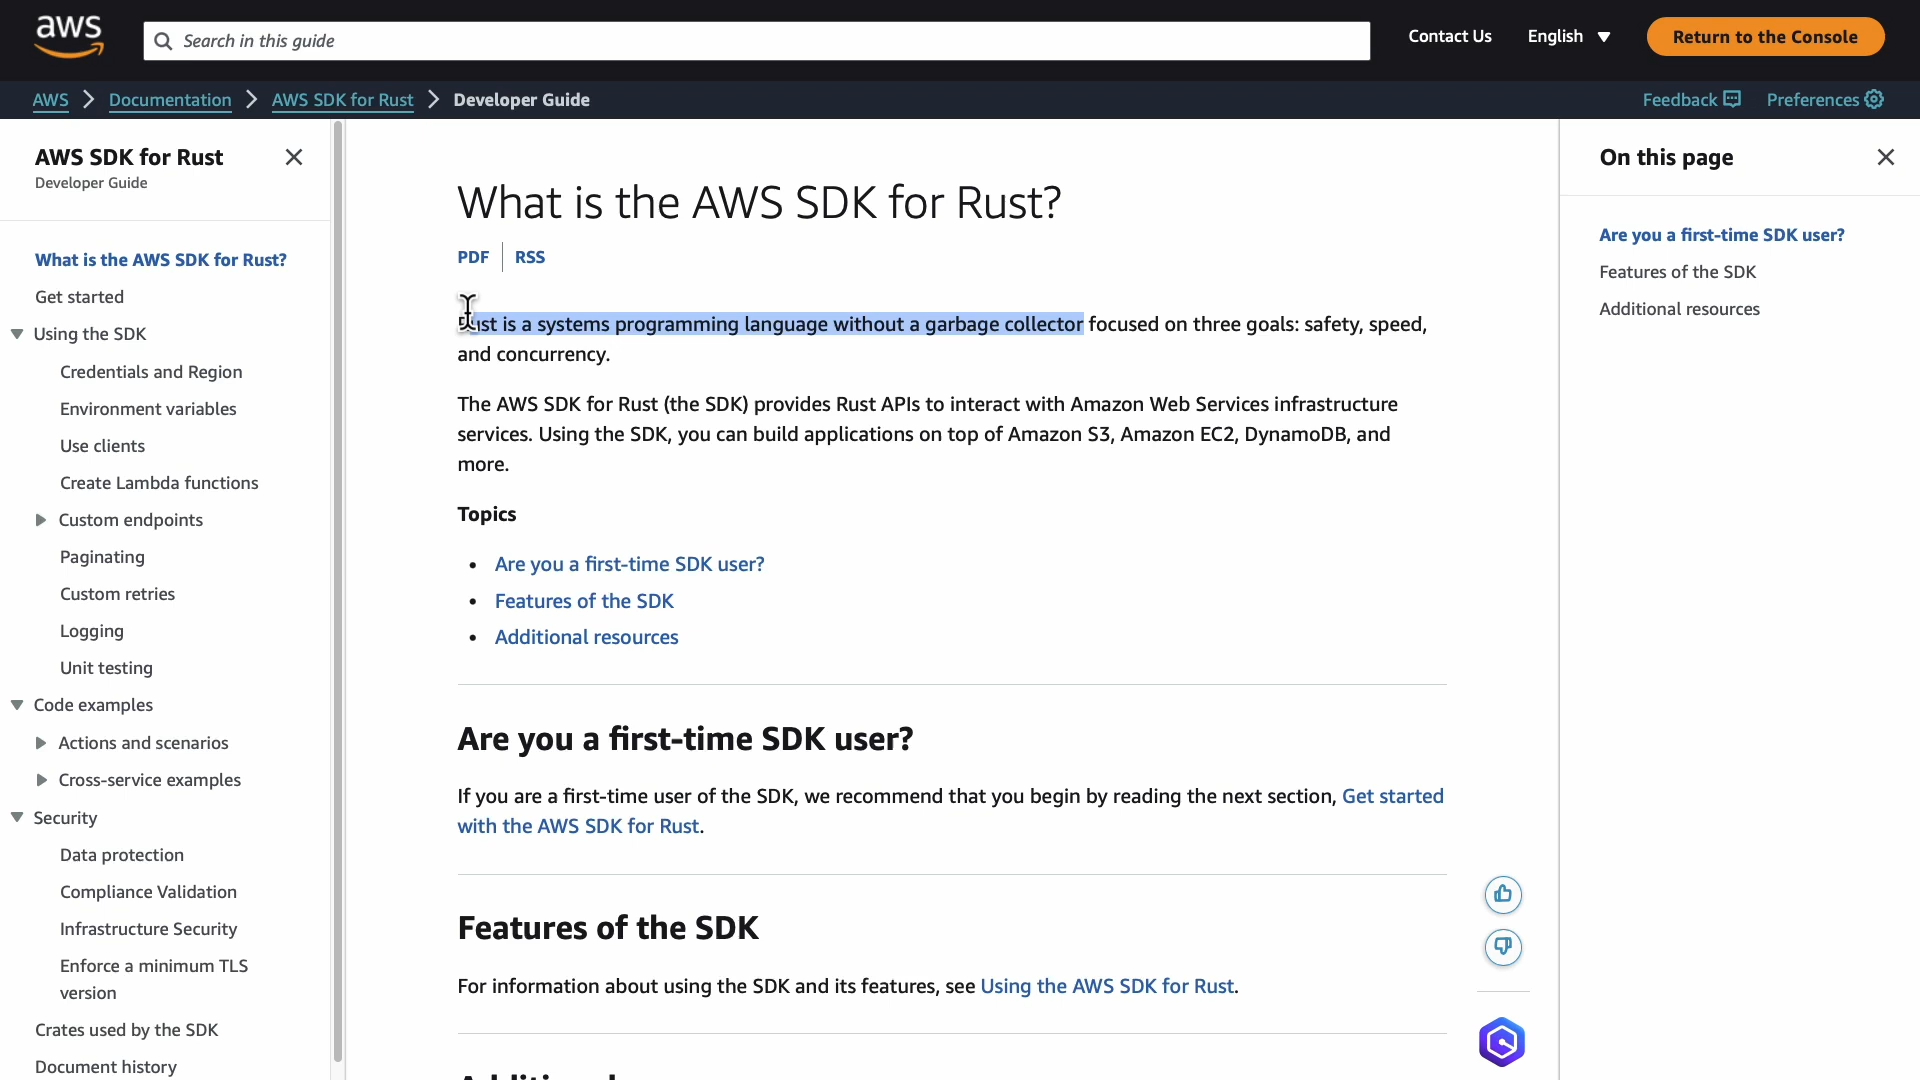 aws
Search in this guide
Contact Us
English
Return to the Console
AWS
Documentation
AWS SDK for Rust
Developer Guide
Feedback
Preferences
AWS SDK for Rust
Developer Guide
What is the AWS SDK for Rust?
Get started
Using the SDK
Credentials and Region
Environment variables
Use clients
Create Lambda functions
Custom endpoints
Paginating
Custom retries
Logging
Unit testing
Code examples
Actions and scenarios
Cross-service examples
Security
Data protection
Compliance Validation
Infrastructure Security
Enforce a minimum TLS
version
Crates used by the SDK
Document history
What is the AWS SDK for Rust?
PDF
RSS
Rust is a systems programming language without a garbage collector focused on three goals: safety, speed,
and concurrency.
The AWS SDK for Rust (the SDK) provides Rust APIs to interact with Amazon Web Services infrastructure
services. Using the SDK, you can build applications on top of Amazon S3, Amazon EC2, DynamoDB, and
more.
Topics
• Are you a first-time SDK user?
• Features of the SDK
• Additional resources
Are you a first-time SDK user?
If you are a first-time user of the SDK, we recommend that you begin by reading the next section, Get started
with the AWS SDK for Rust.
Features of the SDK
For information about using the SDK and its features, see Using the AWS SDK for Rust.
On this page
Are you a first-time SDK user?
Features of the SDK
Additional resources